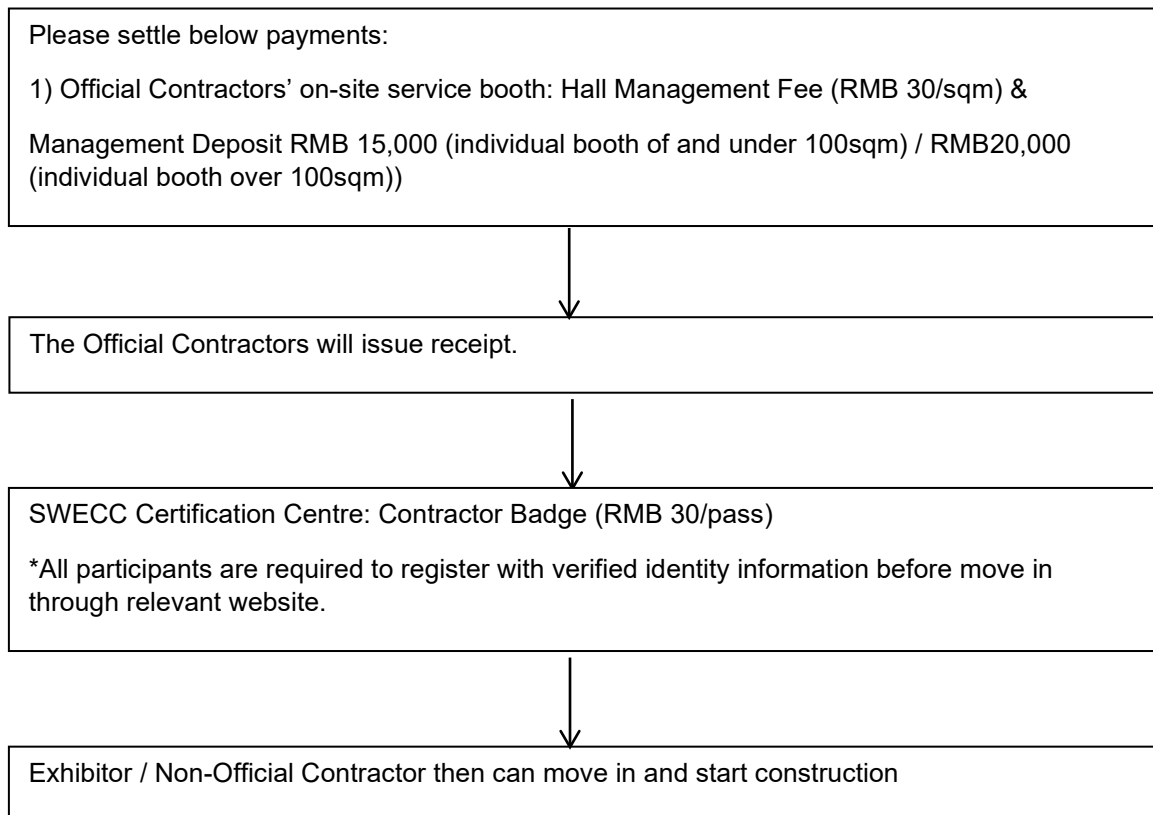 Please settle below payments:
1) Official Contractors’ on-site service booth: Hall Management Fee (RMB 30/sqm) &
Management Deposit RMB 15,000 (individual booth of and under 100sqm) / RMB20,000
(individual booth over 100sqm))
The Official Contractors will issue receipt.
SWECC Certification Centre: Contractor Badge (RMB 30/pass)
*All participants are required to register with verified identity information before move in
through relevant website.
Exhibitor / Non-Official Contractor then can move in and start construction